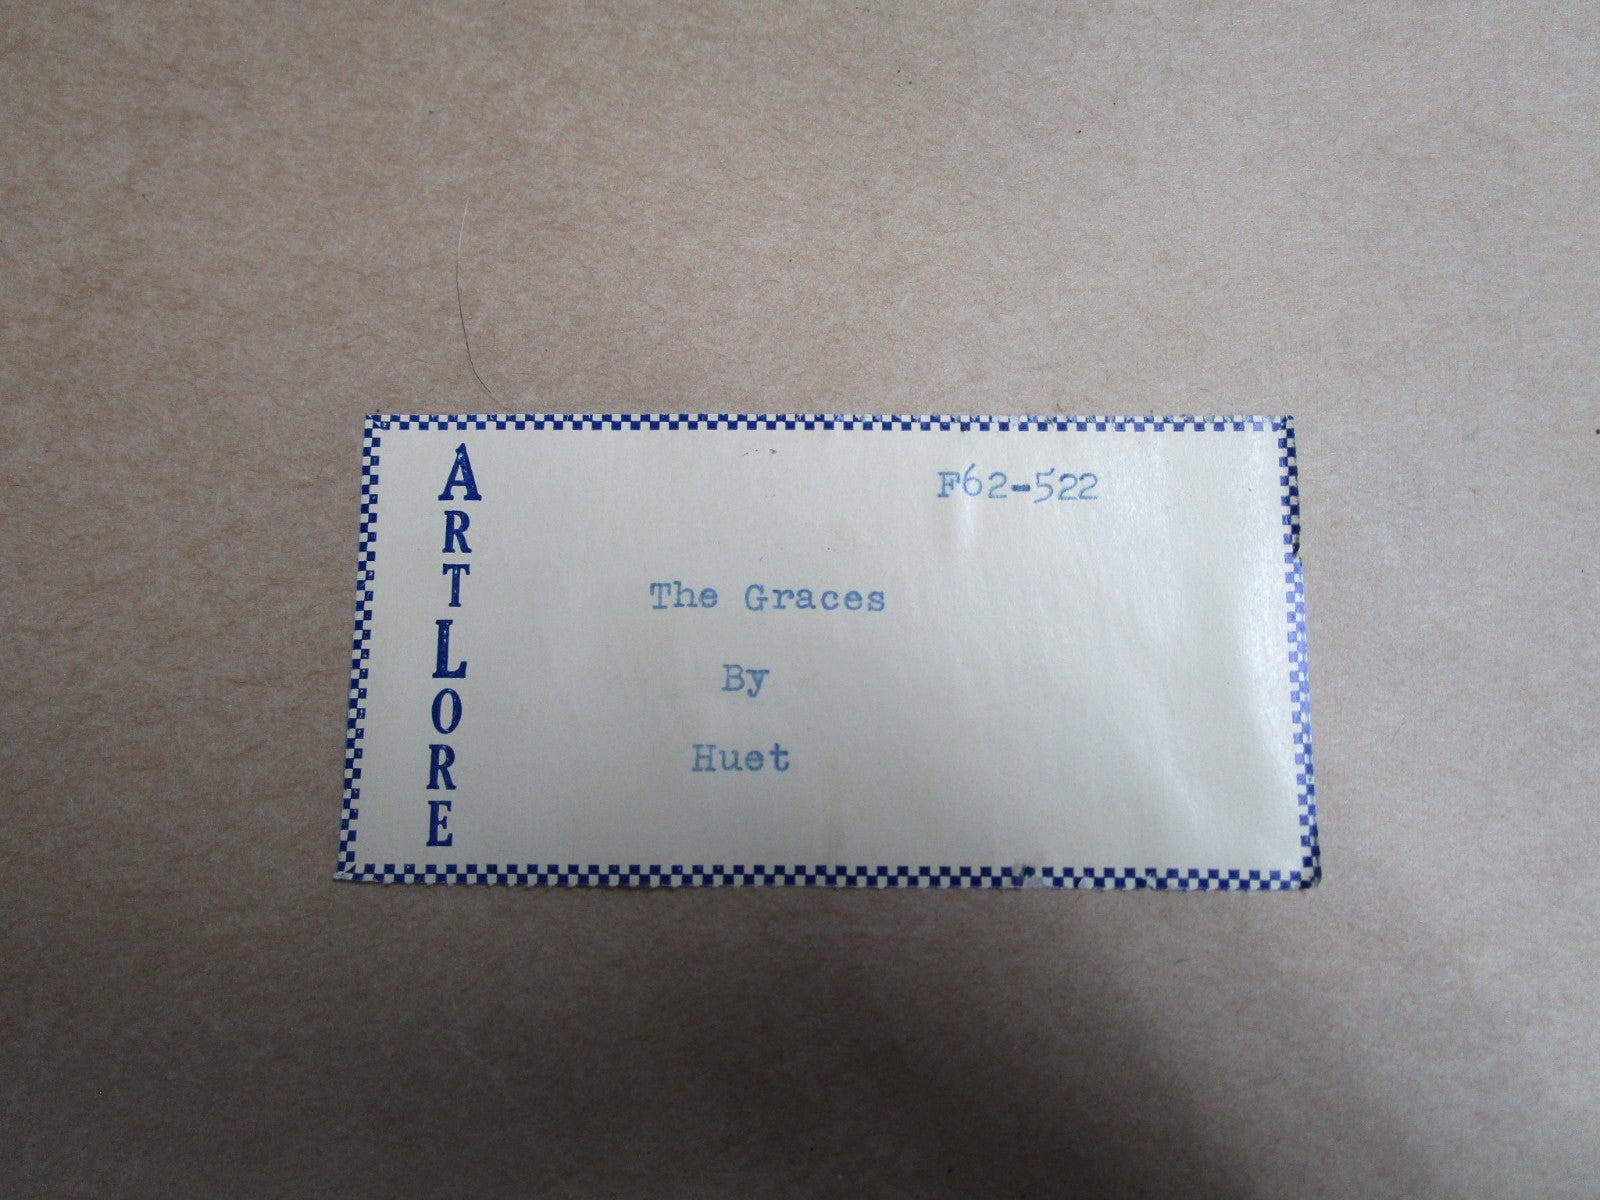 ARTLORE
F62-522
The Graces
By
Huet